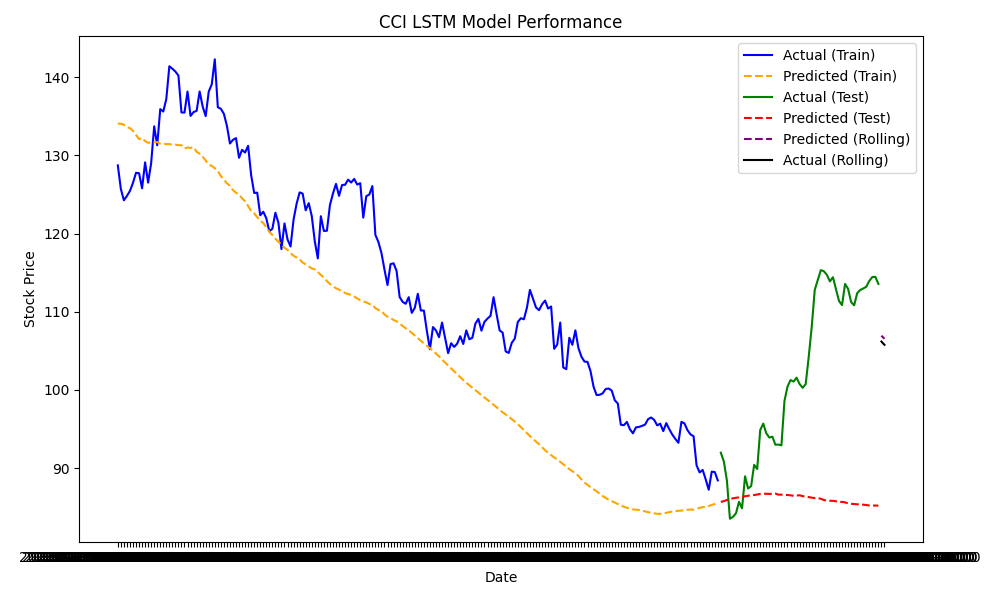 CCI LSTM Model Performance
Actual (Train)
Predicted (Train)
Actual (Test)
Predicted (Test)
Predicted (Rolling)
Actual (Rolling)
Stock Price
140
130
120
110
100
90
Date